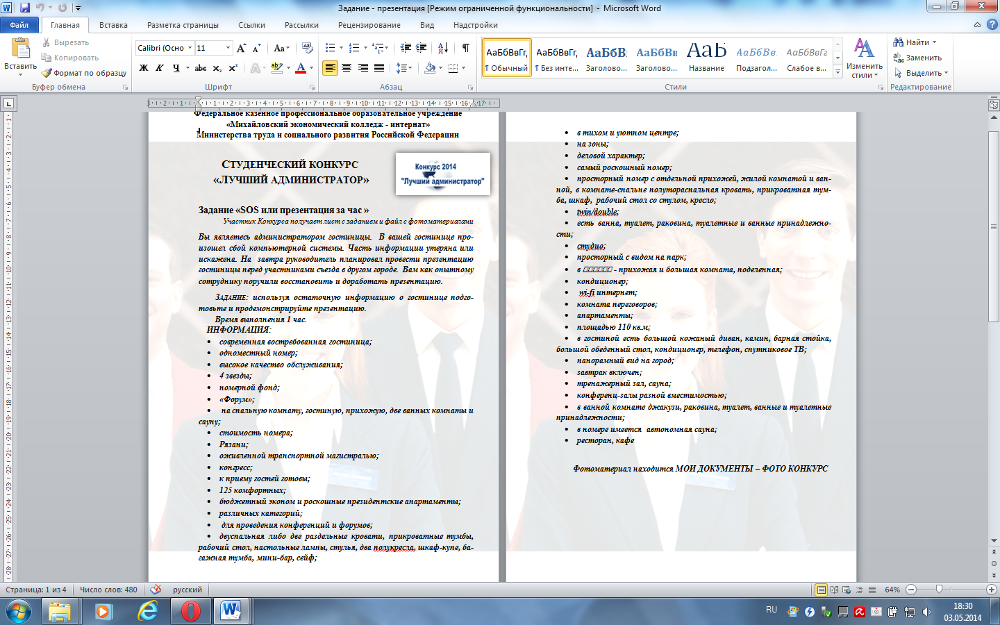 Задание - презентация [Режим ограниченной функциональности] - Microsoft Word
Файл Главная Вставка Разметка страницы Ссылки Рассылки Рецензирование Вид Надстройки
Вставить
Вырезать
Копировать
Формат по образцу
Буфер обмена
Calibri (Осно 11
Ж К Ч abc x₂ x²
Шрифт
Абзац
АаБбВвГг, АаБбВвГг, АаБбВ: АаБбВв АаБ АаБбВв. АаБбВвГг
¶ Обычный ¶ Без инте... Заголово... Заголово... Название Подзагол... Слабое в...
Стили
Изменить стили
Найти
Заменить
Выделить
Редактирование
Федеральное казенное профессиональное образовательное учреждение
«Михайловский экономический колледж - интернат»
Министерства труда и социального развития Российской Федерации
СТУДЕНЧЕСКИЙ КОНКУРС
«ЛУЧШИЙ АДМИНИСТРАТОР»
Конкурс 2014
"Лучший администратор"
Задание «SOS или презентация за час »
Участник Конкурса получает лист с заданием и файл с фотоматериалами
Вы являетесь администратором гостиницы. В вашей гостинице про-
изошел сбой компьютерной системы. Часть информации утеряна или
искажена. На завтра руководитель планировал провести презентацию
гостиницы перед участниками съезда в другом городе. Вам как опытному
сотруднику поручили восстановить и доработать презентацию.
ЗАДАНИЕ: используя остаточную информацию о гостинице подго-
товьте и продемонстрируйте презентацию.
Время выполнения 1 час.
ИНФОРМАЦИЯ:
• современная востребованная гостиница;
• одноместный номер;
• высокое качество обслуживания;
• 4 звезды;
• номерной фонд;
• «Форум»;
• на спальную комнату, гостиную, прихожую, две ванных комнаты и
сауну;
• стоимость номера;
• Рязани;
• оживленной транспортной магистралью;
• конгресс;
• к приему гостей готовы;
• 125 комфортных;
• бюджетный эконом и роскошные президентские апартаменты;
• различных категорий;
• для проведения конференций и форумов;
• двуспальная либо две раздельные кровати, прикроватные тумбы,
рабочий стол, настольные лампы, стулья, два полукресла, шкаф-купе, ба-
гажная тумба, мини-бар, сейф;
• в тихом и уютном центре;
• на зоны;
• деловой характер;
• самый роскошный номер;
• просторный номер с отдельной прихожей, жилой комнатой и ван-
ной, в комнате-спальне полутораспальная кровать, прикроватная тум-
ба, шкаф, рабочий стол со стулом, кресло;
• twin/double;
• есть ванна, туалет, раковина, туалетные и ванные принадлежно-
сти;
• студио;
• просторный с видом на парк;
• в - прихожая и большая комната, поделенная;
• кондиционер;
• wi-fi интернет;
• комната переговоров;
• апартаменты;
• площадью 110 кв.м;
• в гостиной есть большой кожаный диван, камин, барная стойка,
большой обеденный стол, кондиционер, телефон, спутниковое ТВ;
• панорамный вид на город;
• завтрак включен;
• тренажерный зал, сауна;
• конференц-залы разной вместимостью;
• в ванной комнате джакузи, раковина, туалет, ванные и туалетные
принадлежности;
• в номере имеется автономная сауна;
• ресторан, кафе
Фотоматериал находится МОИ ДОКУМЕНТЫ – ФОТО КОНКУРС
Страница: 1 из 4 Число слов: 480 русский 64%
RU 18:30
03.05.2014